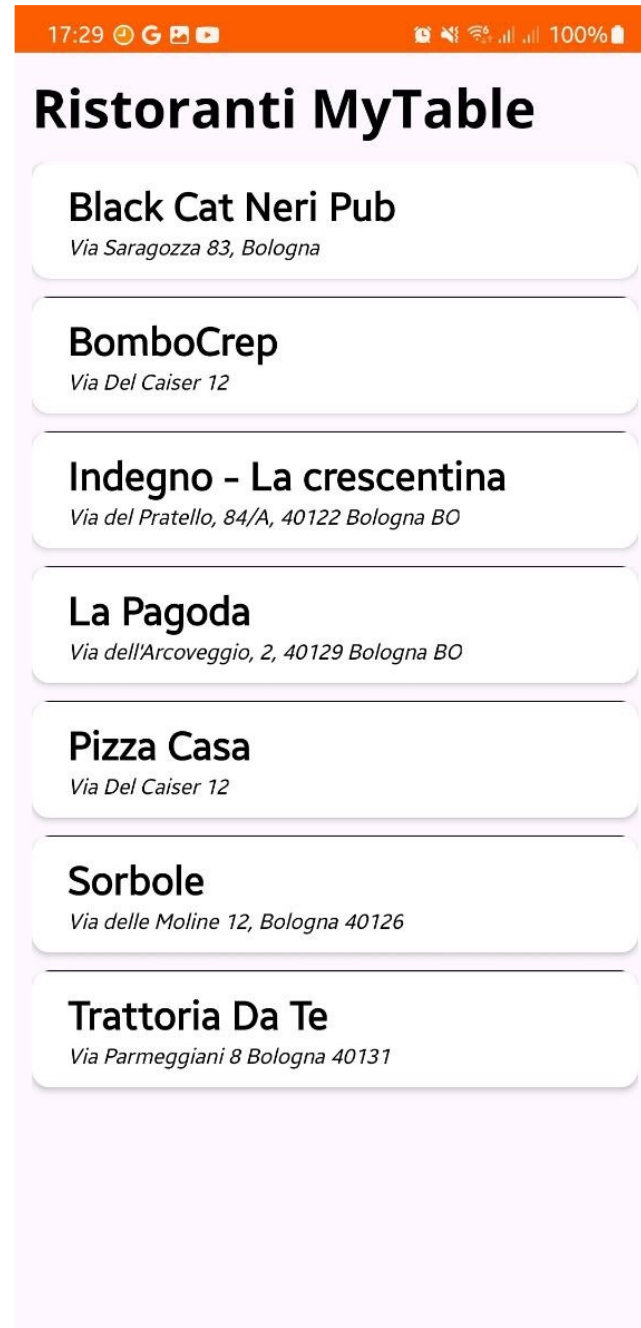 17:29 G 100%
Ristoranti MyTable
Black Cat Neri Pub
Via Saragozza 83, Bologna
BomboCrep
Via Del Caiser 12
Indegno - La crescentina
Via del Pratello, 84/A, 40122 Bologna BO
La Pagoda
Via dell'Arcoveggio, 2, 40129 Bologna BO
Pizza Casa
Via Del Caiser 12
Sorbole
Via delle Moline 12, Bologna 40126
Trattoria Da Te
Via Parmeggiani 8 Bologna 40131